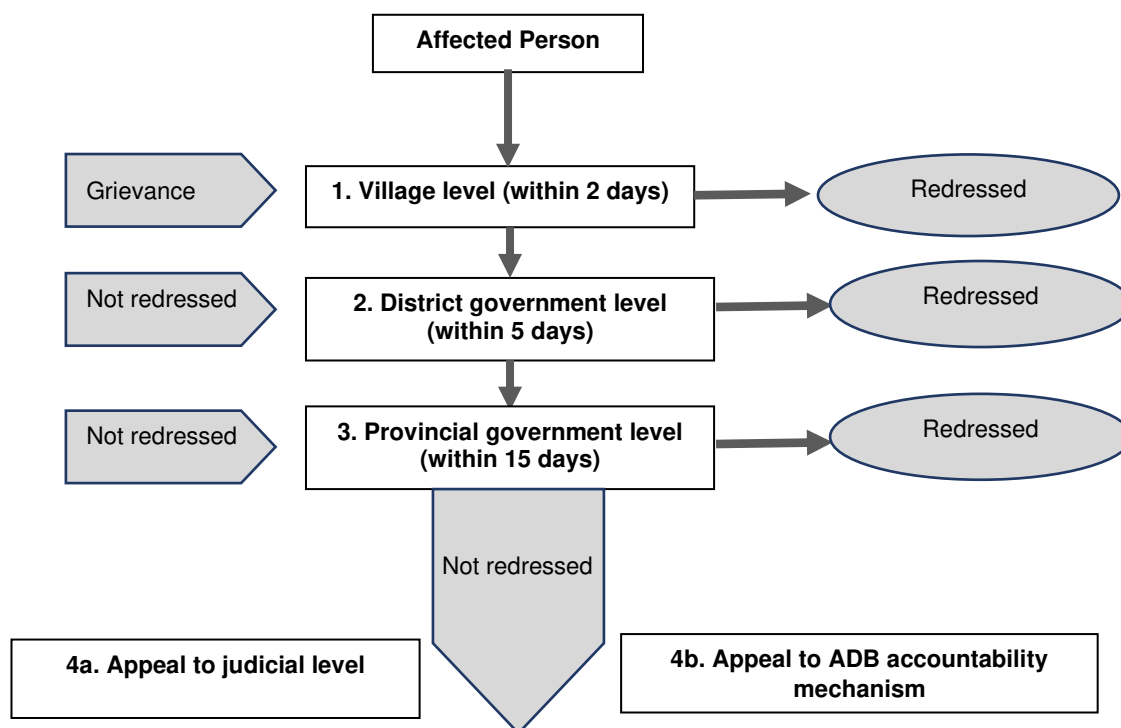 Affected Person
Grievance
1. Village level (within 2 days)
Redressed
Not redressed
2. District government level
(within 5 days)
Redressed
Not redressed
3. Provincial government level
(within 15 days)
Redressed
Not redressed
4a. Appeal to judicial level
4b. Appeal to ADB accountability
mechanism